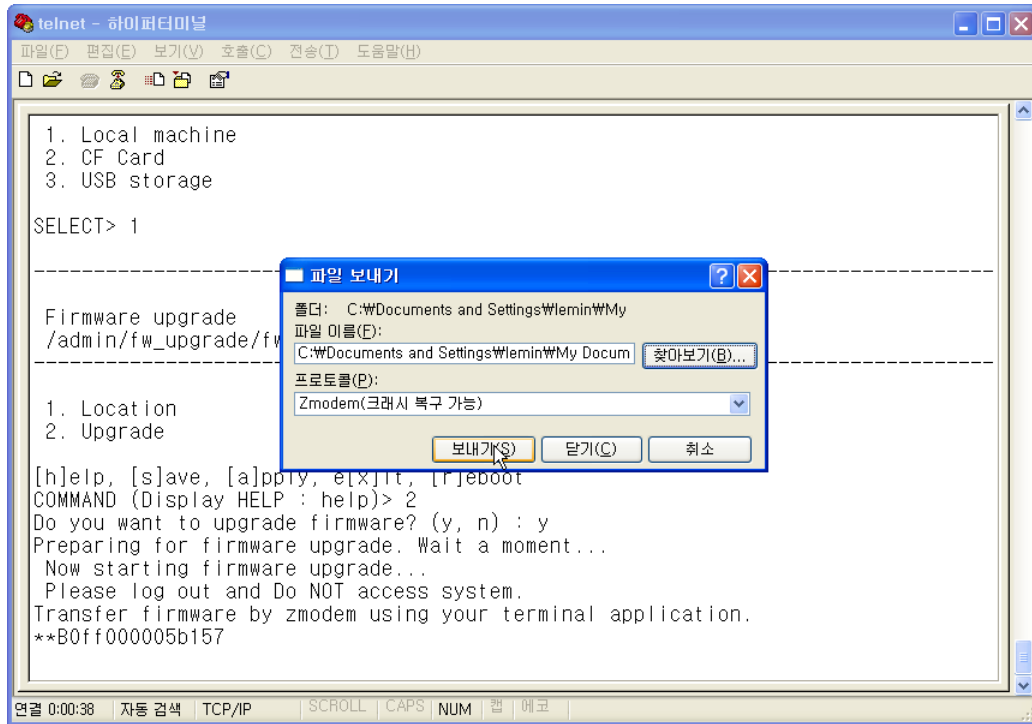 telnet - 하이퍼터미널
파일(F) 편집(E) 보기(V) 호출(C) 전송(T) 도움말(H)
1. Local machine
2. CF Card
3. USB storage
SELECT> 1
--------------------------------------------------------------------------------
Firmware upgrade
/admin/fw_upgrade/fw
--------------------------------------------------------------------------------
1. Location
2. Upgrade
파일 보내기
폴더: C:₩Documents and Settings₩lemin₩My
파일 이름(F):
C:₩Documents and Settings₩lemin₩My Docum 찾아보기(B)...
프로토콜(P):
Zmodem(크래시 복구 가능)
보내기(S) 닫기(C) 취소
[h]elp, [s]ave, [a]pply, e[x]it, [r]eboot
COMMAND (Display HELP : help)> 2
Do you want to upgrade firmware? (y, n) : y
Preparing for firmware upgrade. Wait a moment...
Now starting firmware upgrade...
Please log out and Do NOT access system.
Transfer firmware by zmodem using your terminal application.
**B0ff000005b157
연결 0:00:38 자동 검색 TCP/IP SCROLL CAPS NUM 캡 에코